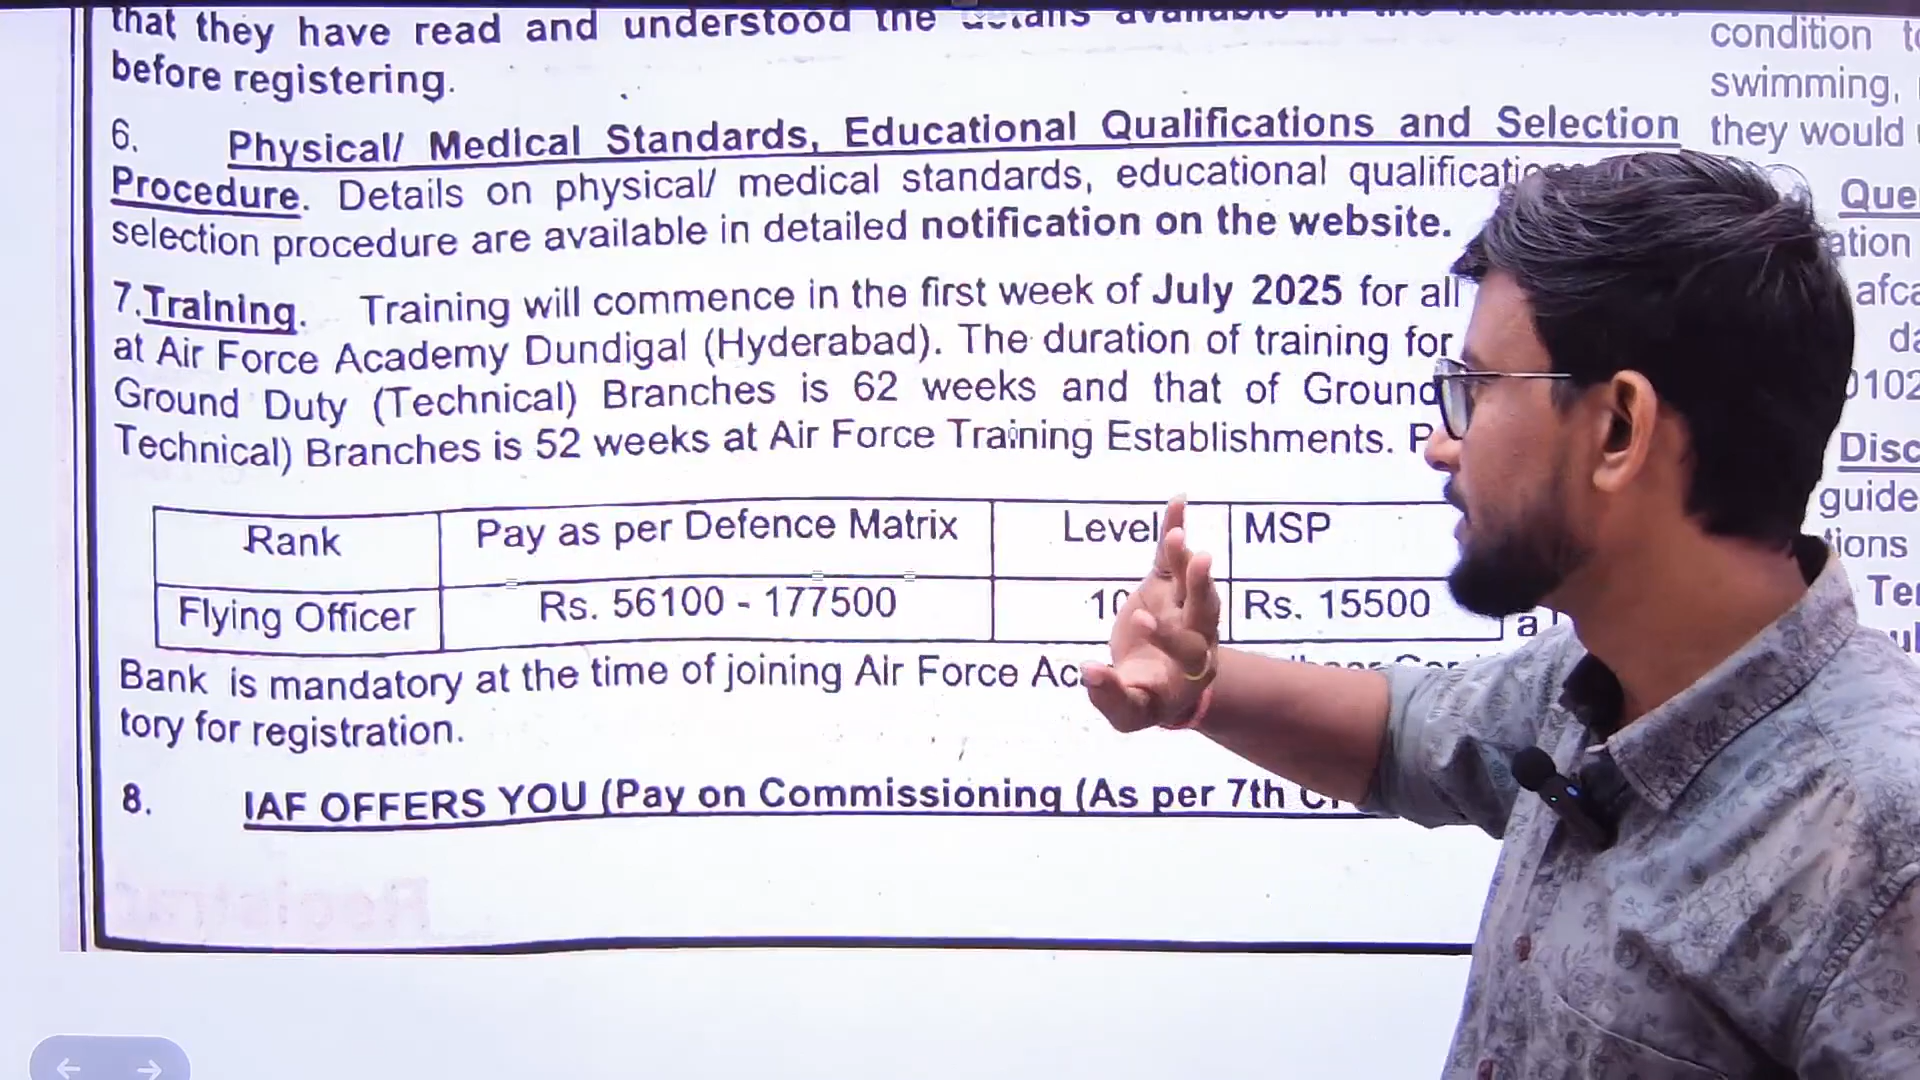 that they have read and understood the details available in the
before registering.
6. Physical/ Medical Standards, Educational Qualifications and Selection
Procedure. Details on physical/ medical standards, educational
selection procedure are available in detailed notification on the website.
7. Training. Training will commence in the first week of July 2025 for all
at Air Force Academy Dundigal (Hyderabad). The duration of training for
Ground Duty (Technical) Branches is 62 weeks and that of Ground
Technical) Branches is 52 weeks at Air Force Training Establishments.
Rank Pay as per Defence Matrix Level MSP
Flying Officer Rs. 56100 - 177500 10 Rs. 15500
Bank is mandatory at the time of joining Air Force
tory for registration.
8. IAF OFFERS YOU (Pay on Commissioning (As per 7th
condition
swimming,
they would